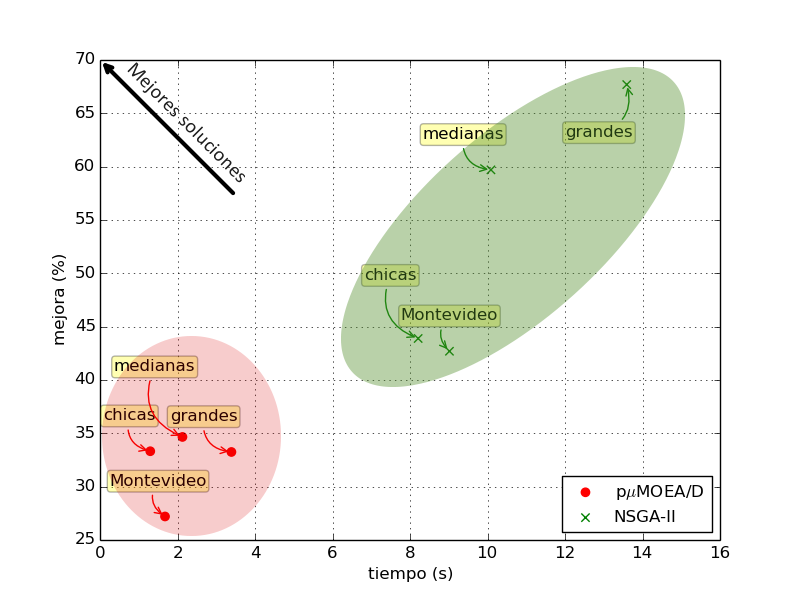 70
65
60
55
50
45
40
35
30
25
mejora (%)
Mejores soluciones
medianas
grandes
chicas
Montevideo
medianas
chicas
grandes
Montevideo
pμMOEA/D
NSGA-II
0
2
4
6
8
10
12
14
16
tiempo (s)